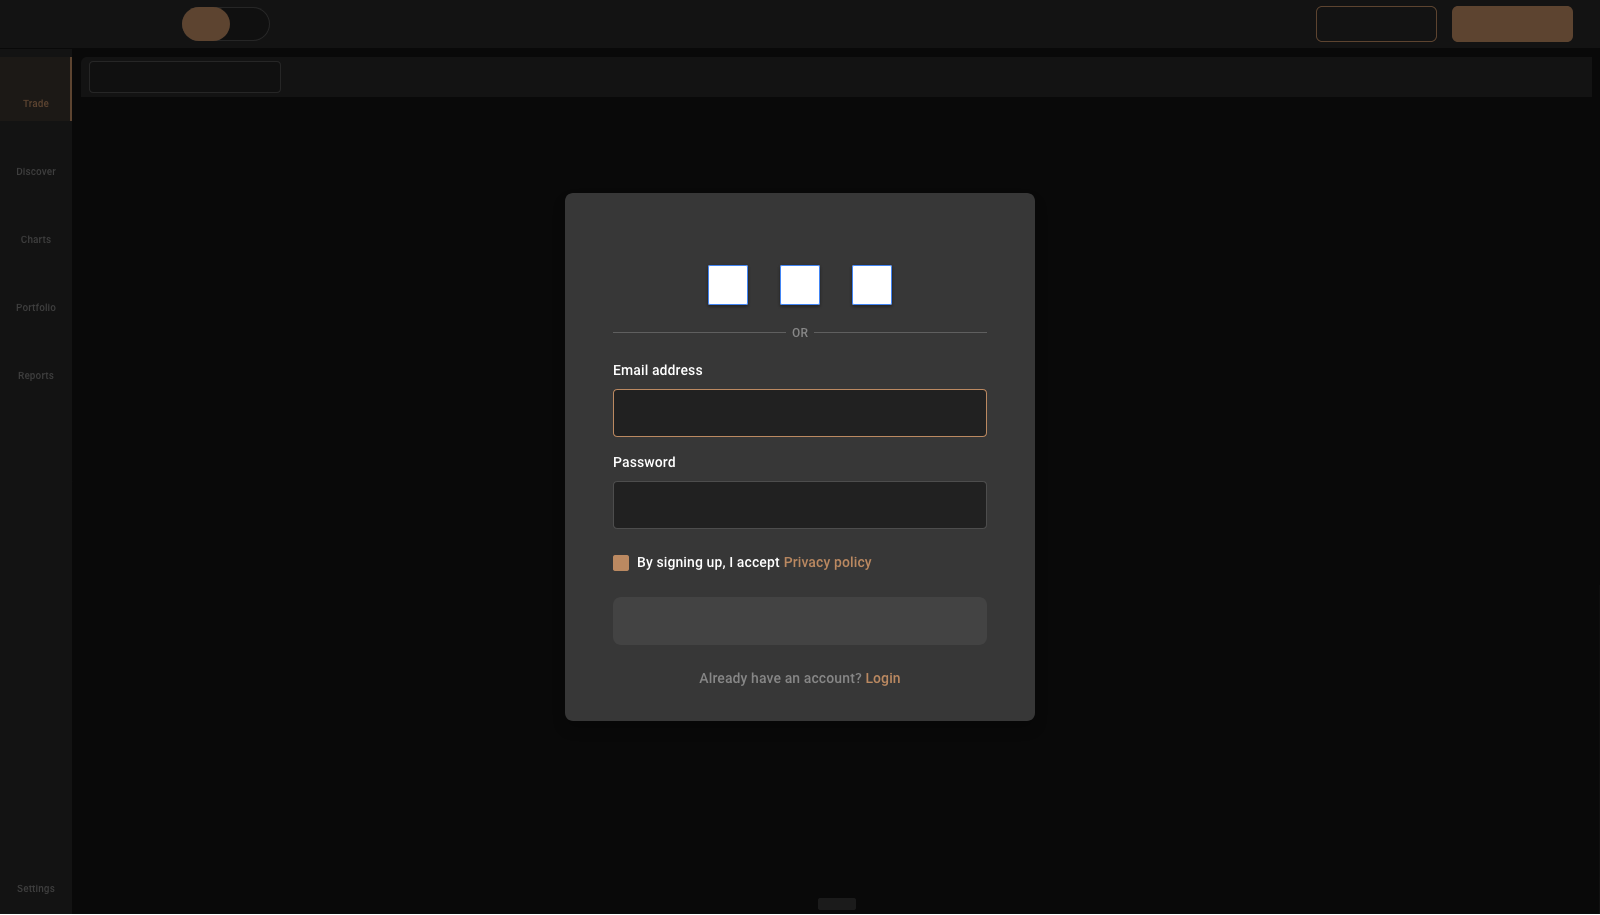 Trade
Discover
Charts
Portfolio
Reports
Settings
OR
Email address
Password
By signing up, I accept Privacy policy
Already have an account? Login